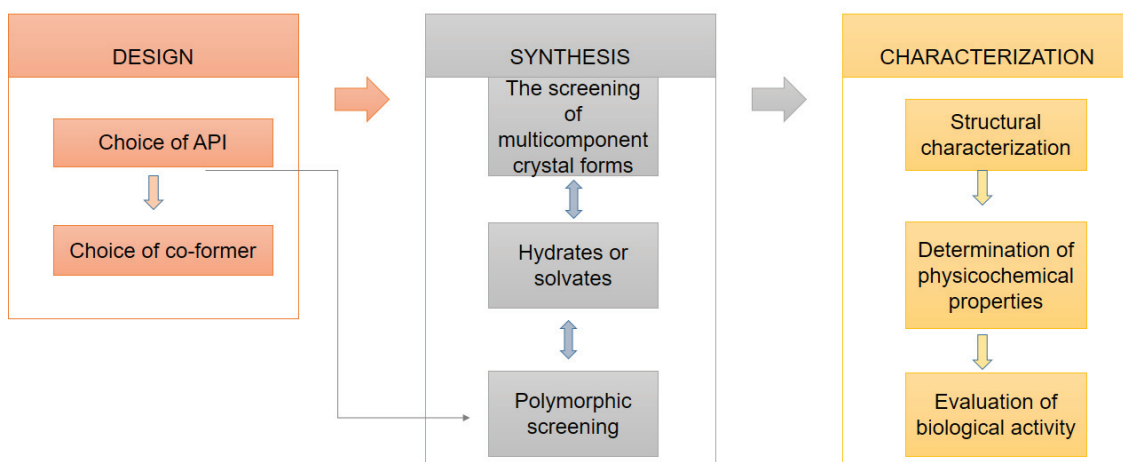 DESIGN
Choice of API
Choice of co-former
SYNTHESIS
The screening
of
multicomponent
crystal forms
Hydrates or
solvates
Polymorphic
screening
CHARACTERIZATION
Structural
characterization
Determination of
physicochemical
properties
Evaluation of
biological activity